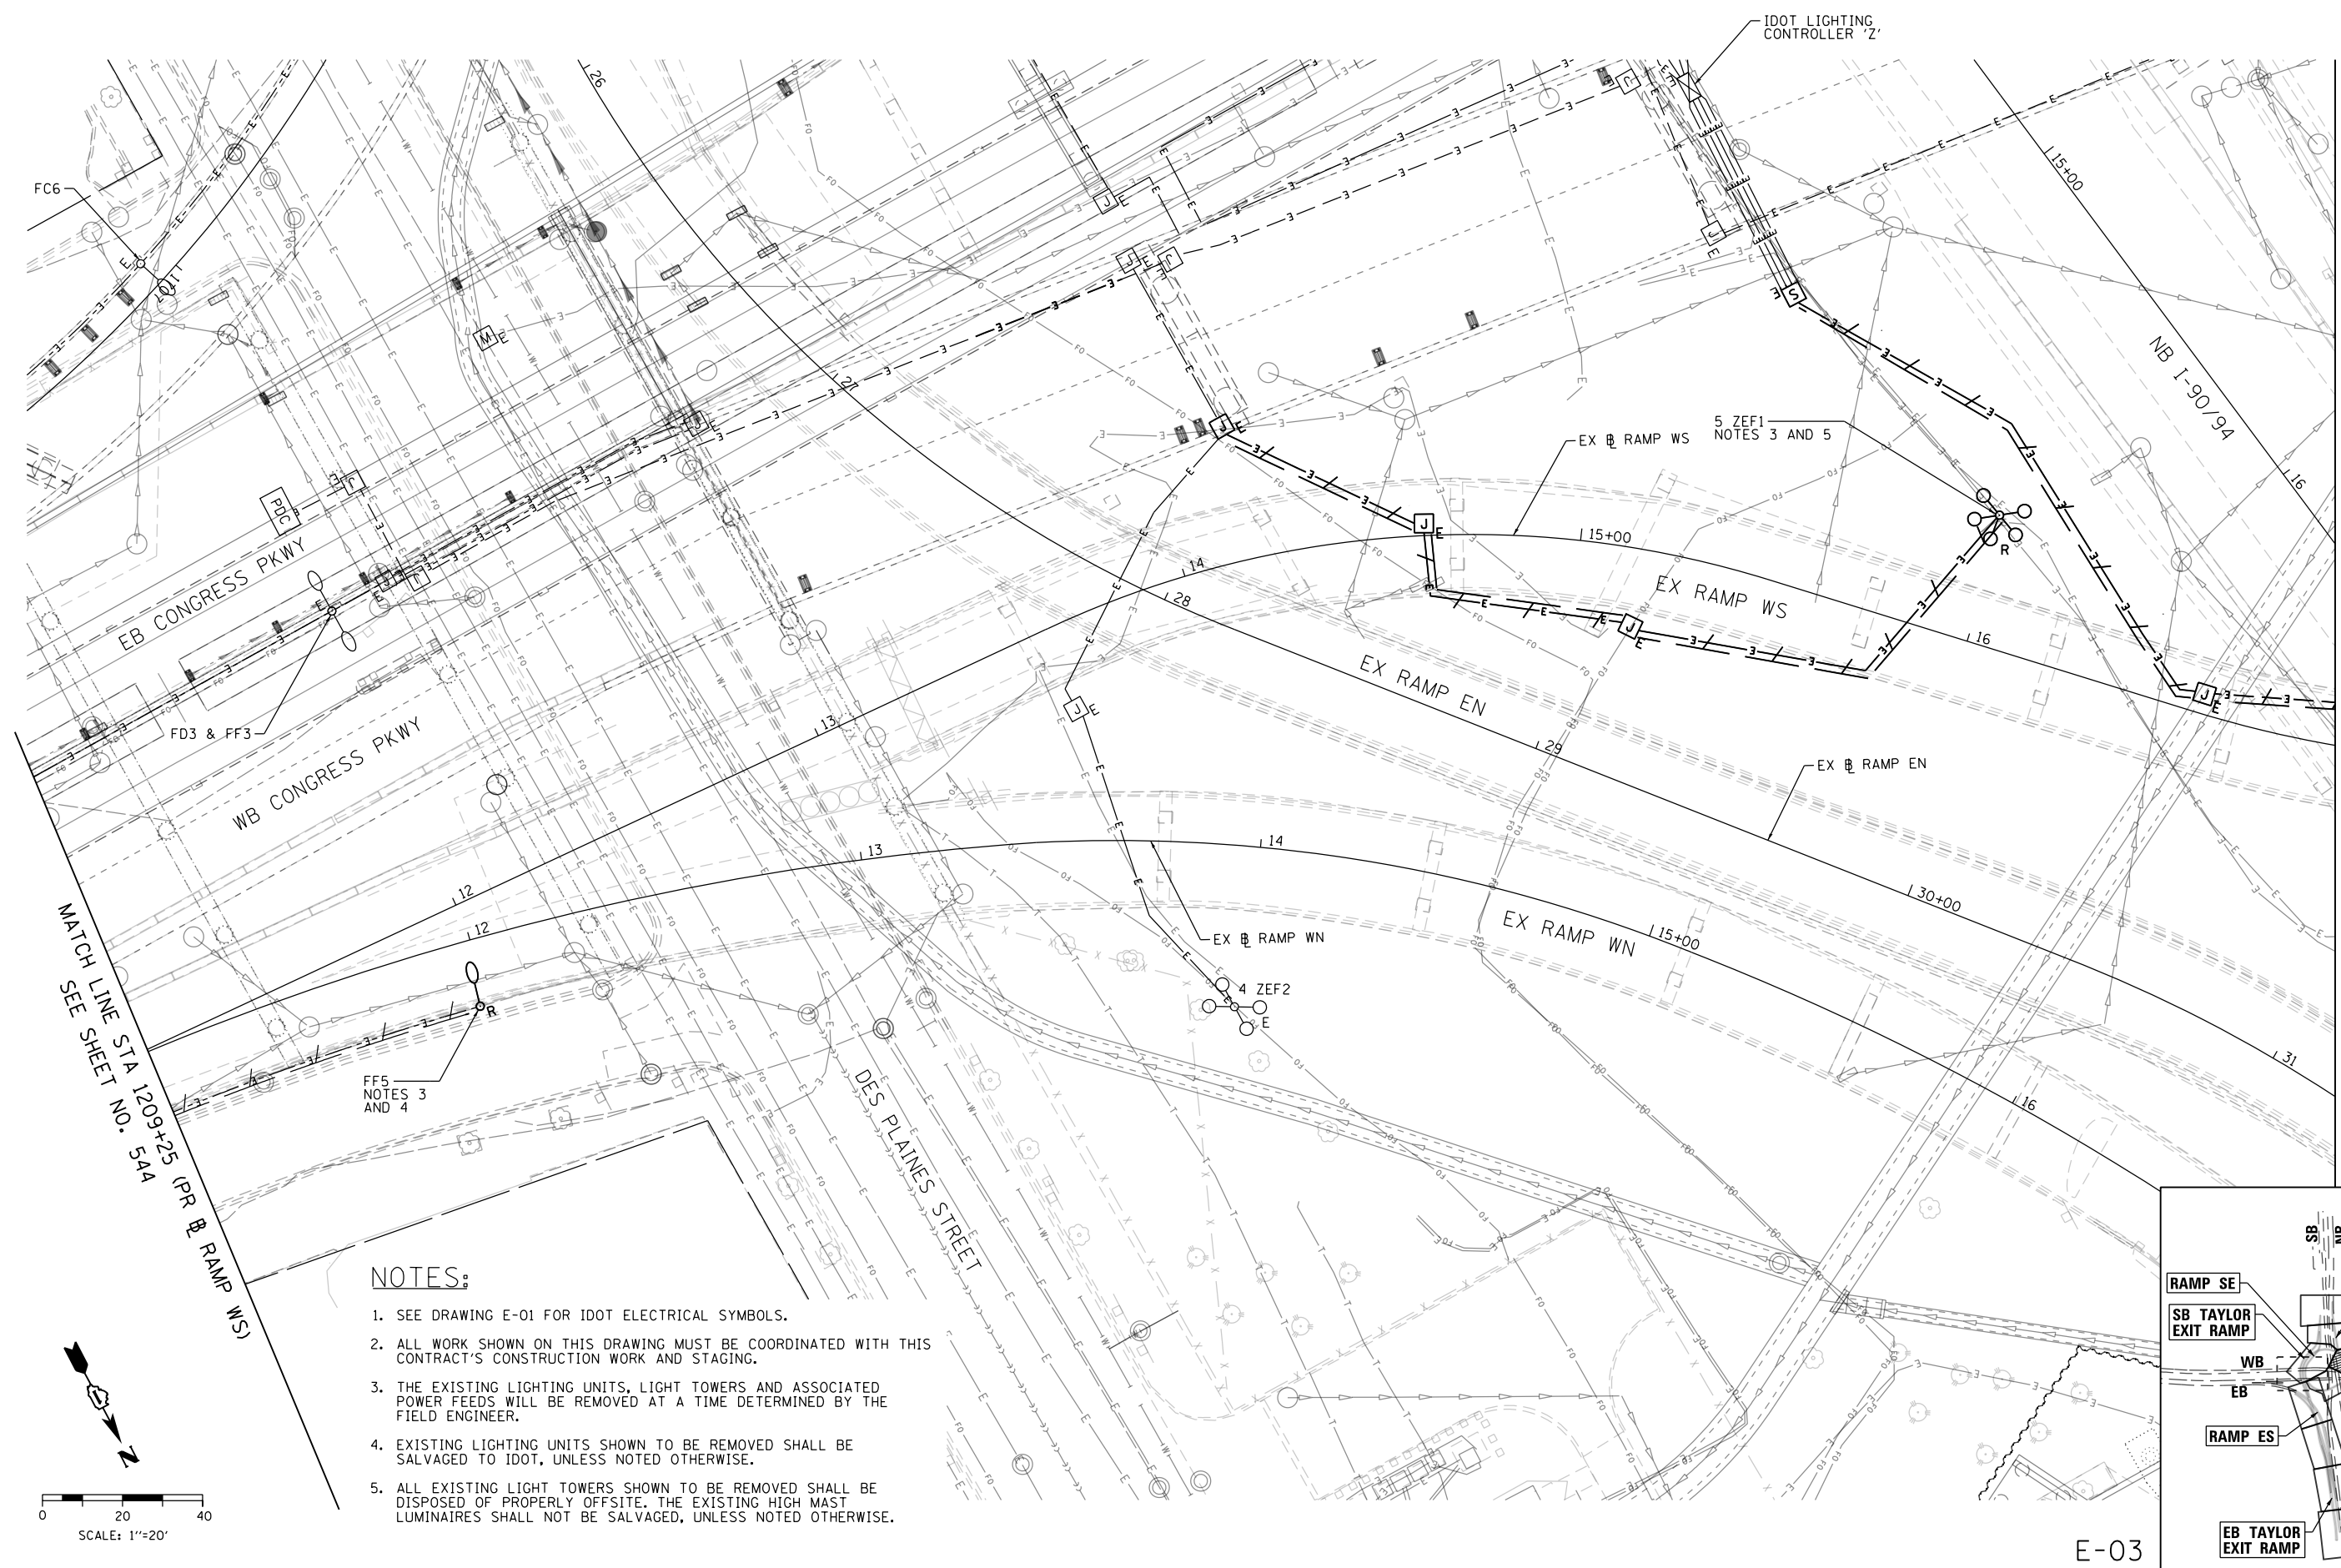 IDOT LIGHTING
CONTROLLER 'Z'
26
FC6
1101
15+00
NB I-90/94
16
M
E
27
5 ZEF1
NOTES 3 AND 5
EX BL RAMP WS
PDC
EB CONGRESS PKWY
J
E
S
E
14
15+00
EX RAMP WS
16
R
28
EX RAMP EN
FD3 & FF3
WB CONGRESS PKWY
13
J
E
29
EX BL RAMP EN
13
14
12
12
30+00
EX BL RAMP WN
EX RAMP WN
15+00
4 ZEF2
E
R
FF5
NOTES 3
AND 4
31
16
DES PLAINES STREET
MATCH LINE STA 1209+25 (PR BL RAMP WS)
SEE SHEET NO. 544
NOTES:
1. SEE DRAWING E-01 FOR IDOT ELECTRICAL SYMBOLS.
2. ALL WORK SHOWN ON THIS DRAWING MUST BE COORDINATED WITH THIS
CONTRACT'S CONSTRUCTION WORK AND STAGING.
3. THE EXISTING LIGHTING UNITS, LIGHT TOWERS AND ASSOCIATED
POWER FEEDS WILL BE REMOVED AT A TIME DETERMINED BY THE
FIELD ENGINEER.
4. EXISTING LIGHTING UNITS SHOWN TO BE REMOVED SHALL BE
SALVAGED TO IDOT, UNLESS NOTED OTHERWISE.
5. ALL EXISTING LIGHT TOWERS SHOWN TO BE REMOVED SHALL BE
DISPOSED OF PROPERLY OFFSITE. THE EXISTING HIGH MAST
LUMINAIRES SHALL NOT BE SALVAGED, UNLESS NOTED OTHERWISE.
N
0 20 40
SCALE: 1"=20'
SB
NB
RAMP SE
SB TAYLOR
EXIT RAMP
WB
EB
RAMP ES
EB TAYLOR
EXIT RAMP
E-03